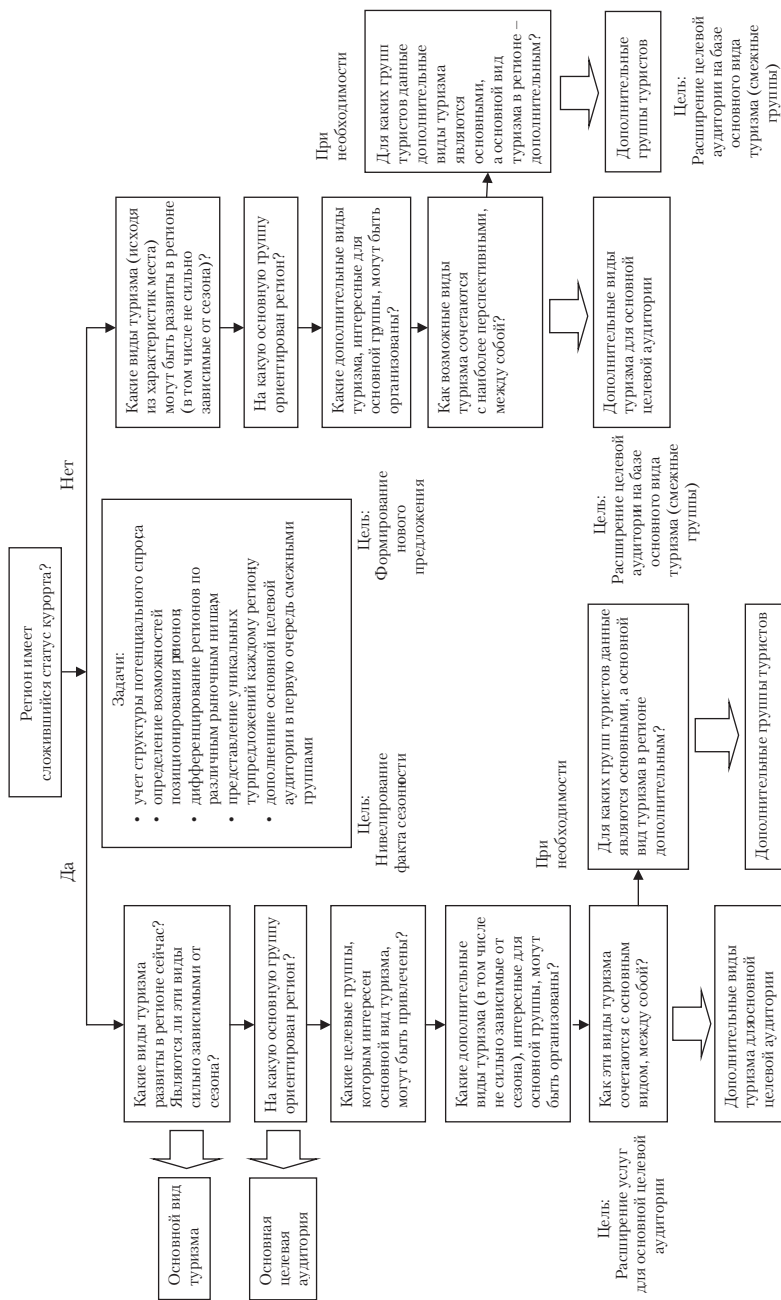 Регион имеет
сложившийся статус курорта?
Да
Нет
Задачи:
• учет структуры потенциального спроса
• определение возможностей
позиционирования рeионоц
• дифференцирование регионов по
различным рыночным нишам
• представление уникальных
турпредложений каждому региону
• дополнениие основной целевой
аудитории в первую очередь смежными
группами
Цель:
Нивелирование
факта сезоности
Цель:
Формирование
нового
предложения
Какие виды туризма
развиты в регионе сейчас?
Являются ли эти виды
сильно зависимыми от
сезона?
Основной вид
туризма
На какую основную группу
ориентирован регион?
Основная
целевая
аудитория
Какие целевые группы,
которым интересен
основной вид туризма,
могут быть привлечены?
Какие дополнительные
виды туризма (в том числе
не сильно зависимые от
сезона), интересные для
основной группы, могут
быть организованы?
Как эти виды туризма
сочетаются с основным
видом, между собой?
Цель:
Расширение услуг
для основной целевой
аудитории
Дополнительные виды
туризма дляосновной
целевой аудитории
При
необходимости
Для каких групп туристов данные
являются основными, а основной
вид туризма в регионе
дополнительным?
Дополнительные группы туристов
Какие виды туризма (исходя
из характеристик места)
могут быть развиты в регионе
(в том числе не сильно
зависимые от сезона)?
На какую основную группу
ориентирован регион?
Какие дополнительные виды
туризма, интересные для
основной группы, могут быть
организованы?
Как возможные виды
туризма сочетаются
с наиболее перспективными,
между собой?
Цель:
Расширение целевой
аудитории на базе
основного вида
туризма (смежные
группы)
Дополнительные виды
туризма для основной
целевой аудитории
При
необходимости
Для каких групп
туристов данные
дополнительные
виды туризма
являются
основными,
а основной вид
туризма в регионе –
дополнительным?
Дополнительные
группы туристов
Цель:
Расширение целевой
аудитории на базе
основного вида
туризма (смежные
группы)